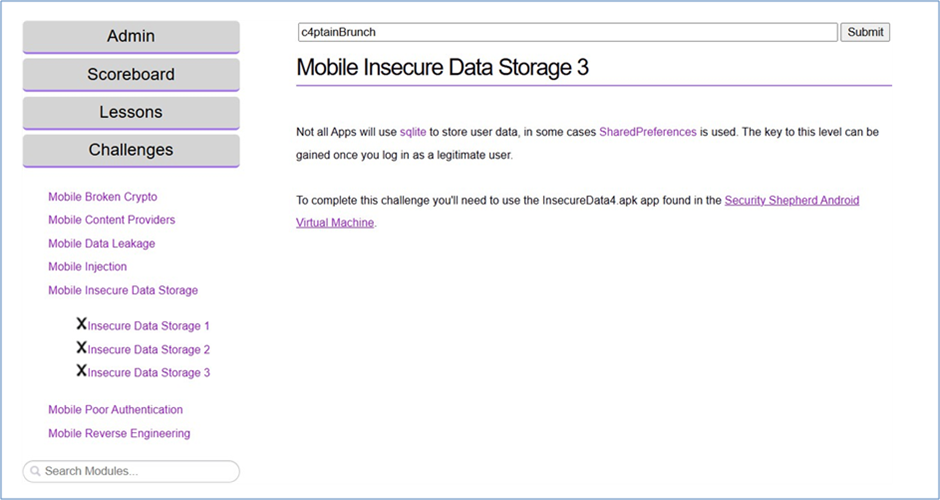 Admin
Scoreboard
Lessons
Challenges
Mobile Broken Crypto
Mobile Content Providers
Mobile Data Leakage
Mobile Injection
Mobile Insecure Data Storage
XInsecure Data Storage 1
XInsecure Data Storage 2
XInsecure Data Storage 3
Mobile Poor Authentication
Mobile Reverse Engineering
Search Modules...
c4ptainBrunch Submit
Mobile Insecure Data Storage 3
Not all Apps will use sqlite to store user data, in some cases SharedPreferences is used. The key to this level can be
gained once you log in as a legitimate user.
To complete this challenge you'll need to use the InsecureData4.apk app found in the Security Shepherd Android
Virtual Machine.